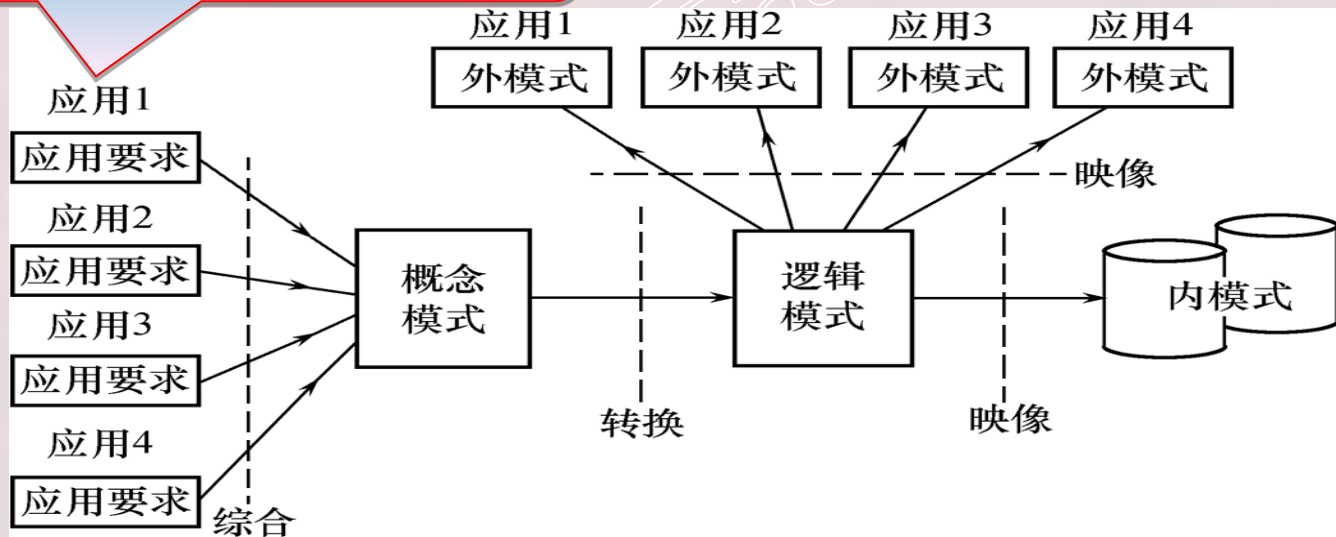 应用1
应用2
应用3
应用4
外模式
外模式
外模式
外模式
映像
应用1
应用要求
应用2
应用要求
应用3
应用要求
应用4
应用要求
综合
概念
模式
转换
逻辑
模式
映像
内模式